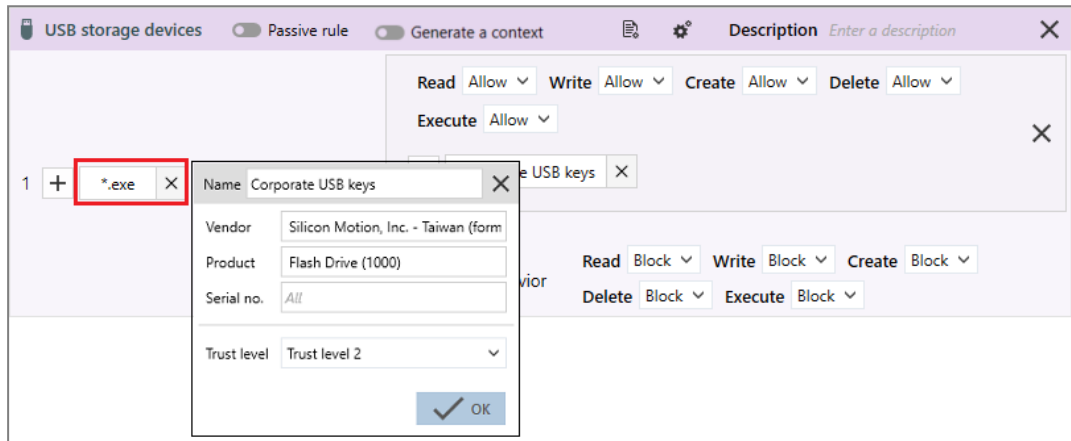 USB storage devices Passive rule Generate a context Description Enter a description
Read Allow Write Allow Create Allow Delete Allow
Execute Allow
1 *.exe
e USB keys
Name Corporate USB keys
Vendor Silicon Motion, Inc. - Taiwan (form
Product Flash Drive (1000)
Serial no. All
Trust level Trust level 2
OK
vior
Read Block Write Block Create Block
Delete Block Execute Block